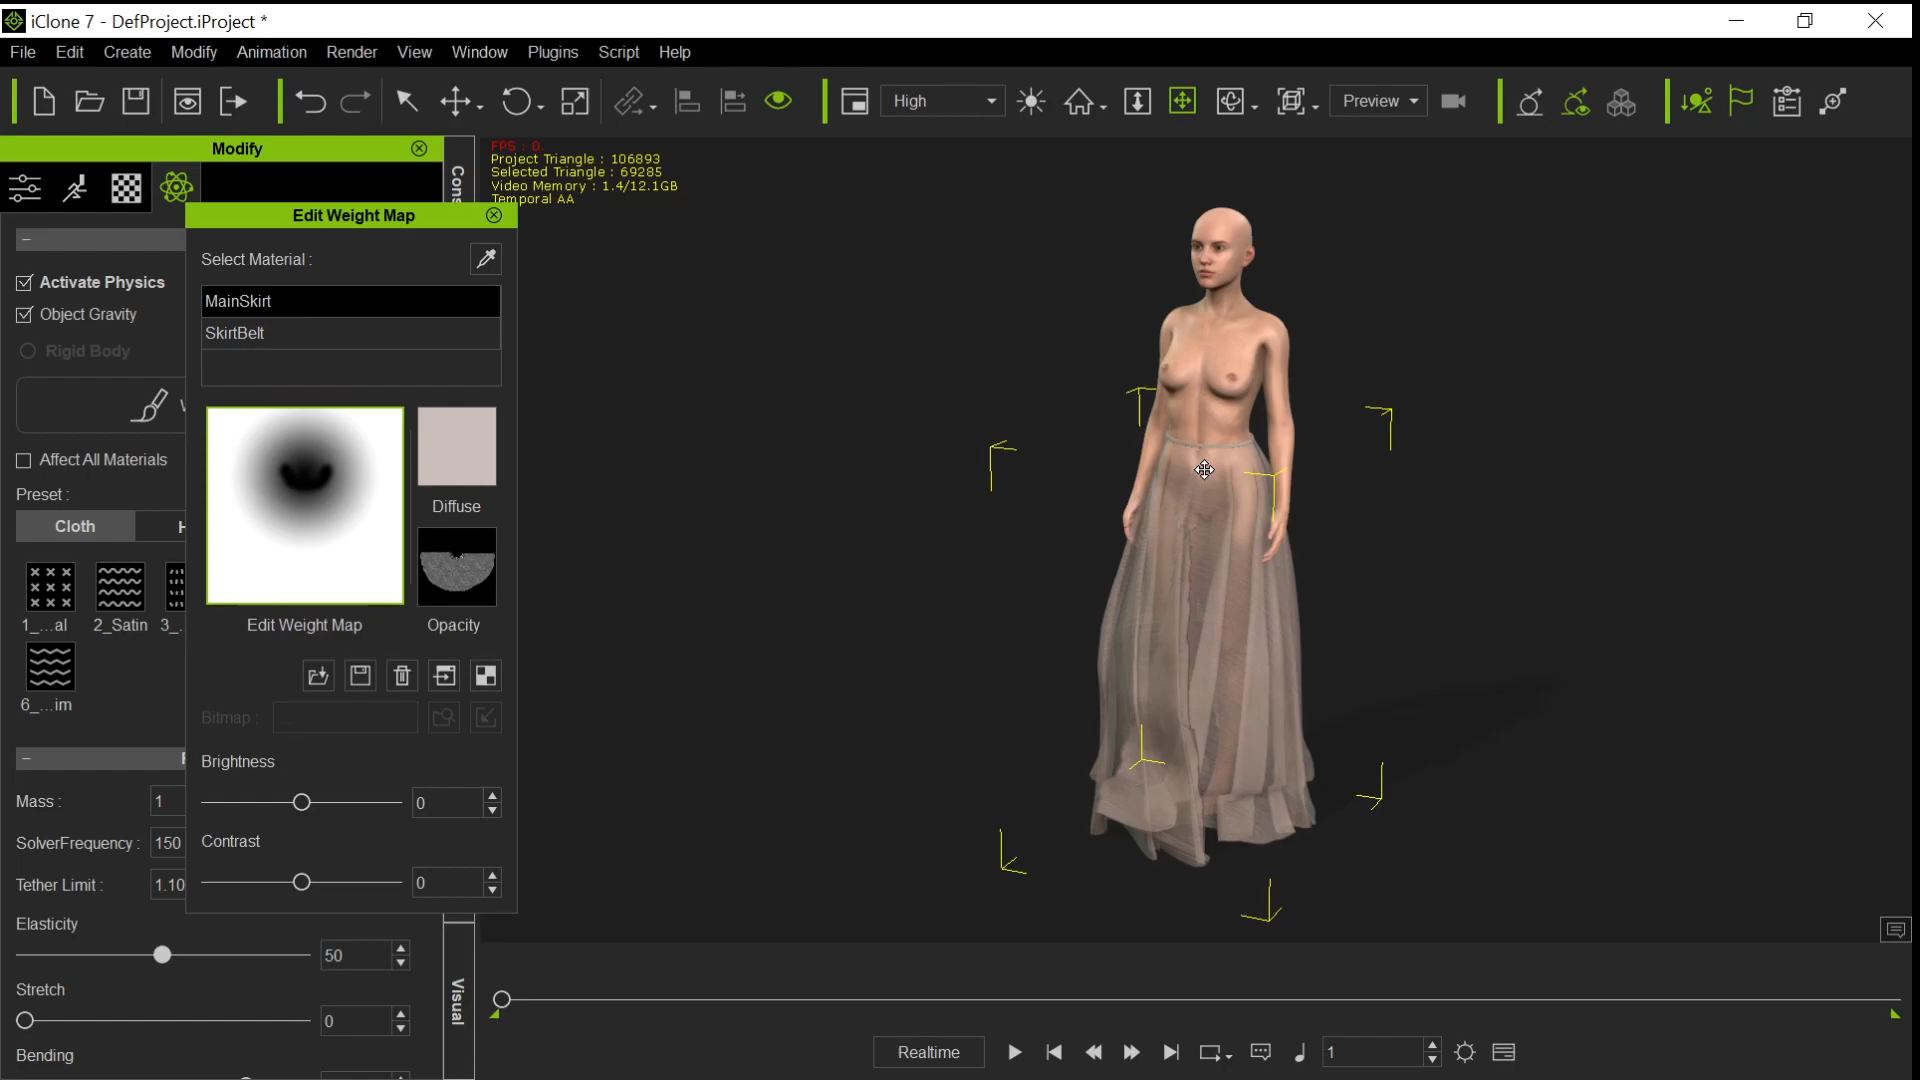 iClone 7 - DefProject.iProject *
File Edit Create Modify Animation Render View Window Plugins Script Help
High
Preview
Modify
Cons
FPS : 0.
Project Triangle : 106893
Selected Triangle : 69285
Video Memory : 1.4/12.1GB
Temporal AA
Edit Weight Map
Select Material :
MainSkirt
SkirtBelt
Activate Physics
Object Gravity
Rigid Body
Affect All Materials
Preset :
Cloth
1_...al
2_Satin
3_.
6_...im
Diffuse
Edit Weight Map
Opacity
Bitmap :
Brightness
0
Contrast
0
Mass : 1
SolverFrequency : 150
Tether Limit : 1.10
Elasticity
50
Stretch
0
Bending
Visual
Realtime
1